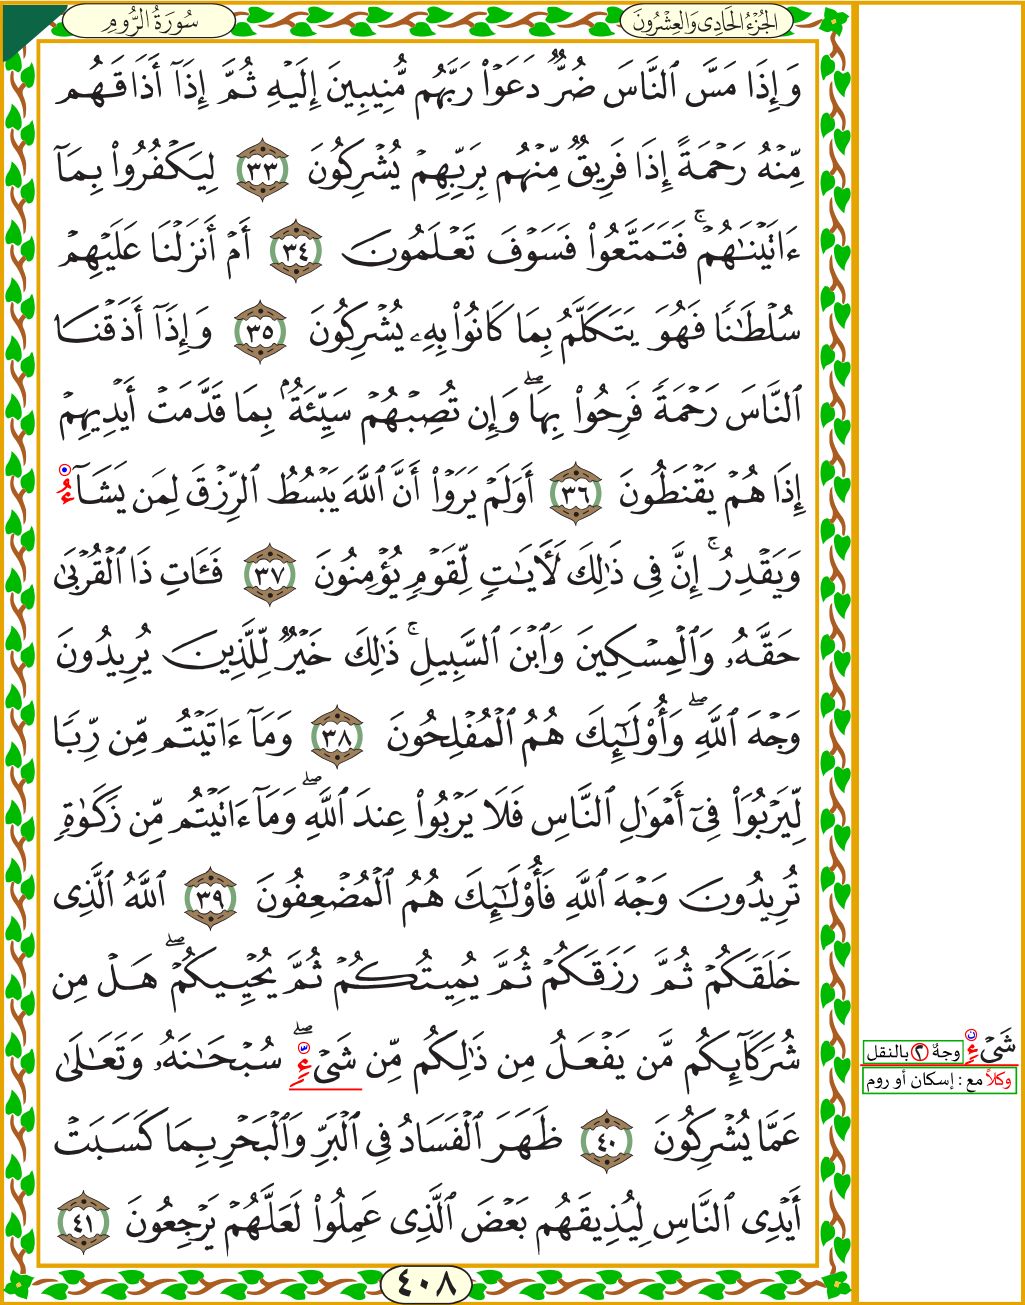 الجُزْءُ الحَادِى وَالعِشْرُونَ
سُورَةُ الرُّومِ
وَإِذَا مَسَّ ٱلنَّاسَ ضُرٌّ دَعَوْا۟ رَبَّهُم مُّنِيبِينَ إِلَيْهِ ثُمَّ إِذَآ أَذَاقَهُم
مِّنْهُ رَحْمَةً إِذَا فَرِيقٌ مِّنْهُم بِرَبِّهِمْ يُشْرِكُونَ ٣٣ لِيَكْفُرُوا۟ بِمَآ
ءَاتَيْنَـٰهُمْ ۚ فَتَمَتَّعُوا۟ فَسَوْفَ تَعْلَمُونَ ٣٤ أَمْ أَنزَلْنَا عَلَيْهِمْ
سُلْطَـٰنًا فَهُوَ يَتَكَلَّمُ بِمَا كَانُوا۟ بِهِۦ يُشْرِكُونَ ٣٥ وَإِذَآ أَذَقْنَا
ٱلنَّاسَ رَحْمَةً فَرِحُوا۟ بِهَا ۖ وَإِن تُصِبْهُمْ سَيِّئَةٌۢ بِمَا قَدَّمَتْ أَيْدِيهِمْ
إِذَا هُمْ يَقْنَطُونَ ٣٦ أَوَلَمْ يَرَوْا۟ أَنَّ ٱللَّهَ يَبْسُطُ ٱلرِّزْقَ لِمَن يَشَآءُ
وَيَقْدِرُ ۚ إِنَّ فِى ذَٰلِكَ لَـَٔايَـٰتٍ لِّقَوْمٍ يُؤْمِنُونَ ٣٧ فَـَٔاتِ ذَا ٱلْقُرْبَىٰ
حَقَّهُۥ وَٱلْمِسْكِينَ وَٱبْنَ ٱلسَّبِيلِ ۚ ذَٰلِكَ خَيْرٌ لِّلَّذِينَ يُرِيدُونَ
وَجْهَ ٱللَّهِ ۖ وَأُو۟لَـٰٓئِكَ هُمُ ٱلْمُفْلِحُونَ ٣٨ وَمَآ ءَاتَيْتُم مِّن رِّبًا
لِّيَرْبُوَا۟ فِىٓ أَمْوَٰلِ ٱلنَّاسِ فَلَا يَرْبُوا۟ عِندَ ٱللَّهِ ۖ وَمَآ ءَاتَيْتُم مِّن زَكَوٰةٍ
تُرِيدُونَ وَجْهَ ٱللَّهِ فَأُو۟لَـٰٓئِكَ هُمُ ٱلْمُضْعِفُونَ ٣٩ ٱللَّهُ ٱلَّذِى
خَلَقَكُمْ ثُمَّ رَزَقَكُمْ ثُمَّ يُمِيتُكُمْ ثُمَّ يُحْيِيكُمْ ۖ هَلْ مِن
شُرَكَآئِكُم مَّن يَفْعَلُ مِن ذَٰلِكُم مِّن شَىْءٍ ۚ سُبْحَـٰنَهُۥ وَتَعَـٰلَىٰ
عَمَّا يُشْرِكُونَ ٤٠ ظَهَرَ ٱلْفَسَادُ فِى ٱلْبَرِّ وَٱلْبَحْرِ بِمَا كَسَبَتْ
أَيْدِى ٱلنَّاسِ لِيُذِيقَهُم بَعْضَ ٱلَّذِى عَمِلُوا۟ لَعَلَّهُمْ يَرْجِعُونَ ٤١
شَىْءٍ وجهٌ ٢ بالنقل
وكلاً مع : إسكان أو روم
٤٠٨